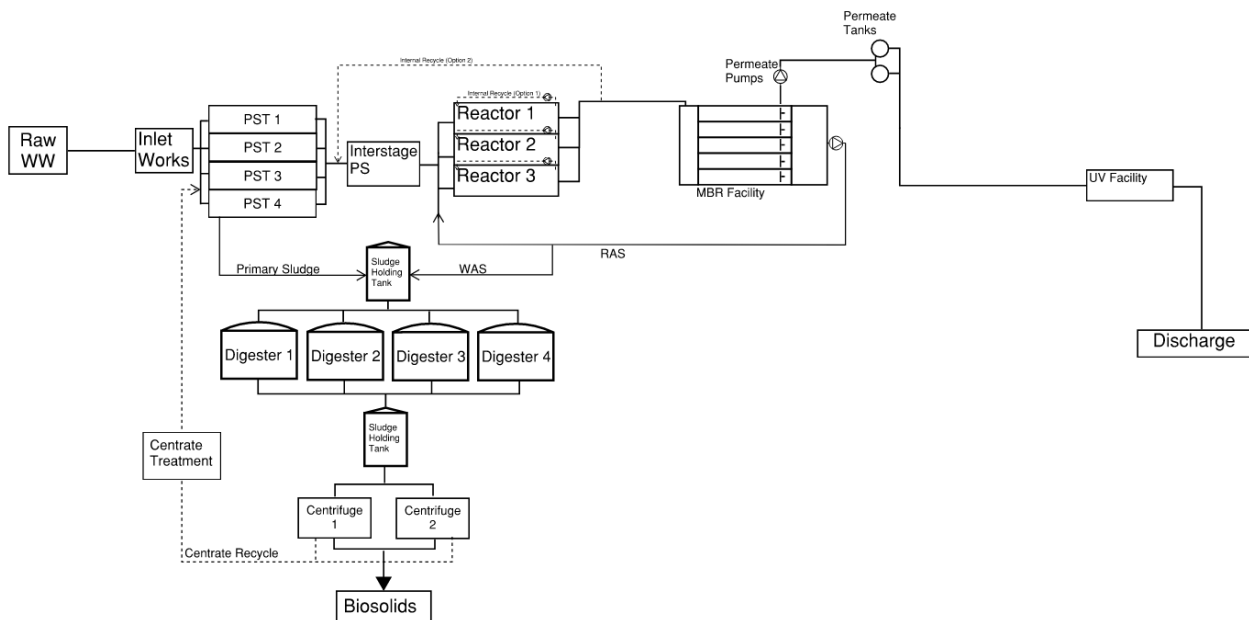 Permeate
Tanks
Internal Recycle (Option 2)
Permeate
Pumps
Internal Recycle (Option 1)
Raw
WW
Inlet
Works
PST 1
PST 2
PST 3
PST 4
Interstage
PS
Reactor 1
Reactor 2
Reactor 3
MBR Facility
UV Facility
RAS
Primary Sludge
Sludge
Holding
Tank
WAS
Discharge
Digester 1
Digester 2
Digester 3
Digester 4
Sludge
Holding
Tank
Centrate
Treatment
Centrifuge
1
Centrifuge
2
Centrate Recycle
Biosolids